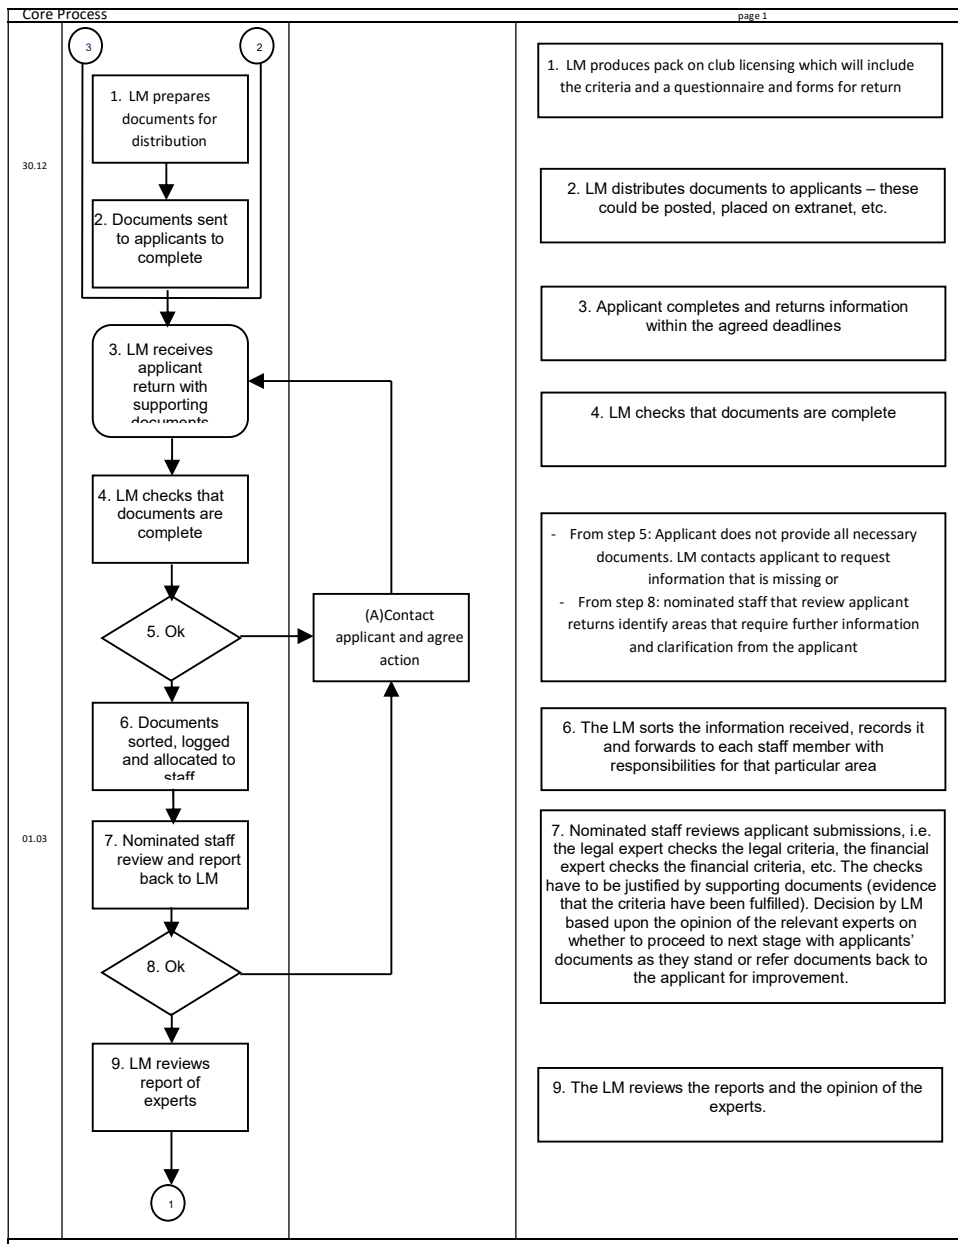 Core Process
page 1
3
2
1. LM prepares
documents for
distribution
1. LM produces pack on club licensing which will include
the criteria and a questionnaire and forms for return
30.12
2. Documents sent
to applicants to
complete
2. LM distributes documents to applicants – these
could be posted, placed on extranet, etc.
3. LM receives
applicant
return with
supporting
documents
3. Applicant completes and returns information
within the agreed deadlines
4. LM checks that
documents are
complete
4. LM checks that documents are complete
5. Ok
(A)Contact
applicant and agree
action
- From step 5: Applicant does not provide all necessary
documents. LM contacts applicant to request
information that is missing or
- From step 8: nominated staff that review applicant
returns identify areas that require further information
and clarification from the applicant
6. Documents
sorted, logged
and allocated to
staff
6. The LM sorts the information received, records it
and forwards to each staff member with
responsibilities for that particular area
01.03
7. Nominated staff
review and report
back to LM
7. Nominated staff reviews applicant submissions, i.e.
the legal expert checks the legal criteria, the financial
expert checks the financial criteria, etc. The checks
have to be justified by supporting documents (evidence
that the criteria have been fulfilled). Decision by LM
based upon the opinion of the relevant experts on
whether to proceed to next stage with applicants’
documents as they stand or refer documents back to
the applicant for improvement.
8. Ok
9. LM reviews
report of
experts
9. The LM reviews the reports and the opinion of the
experts.
1